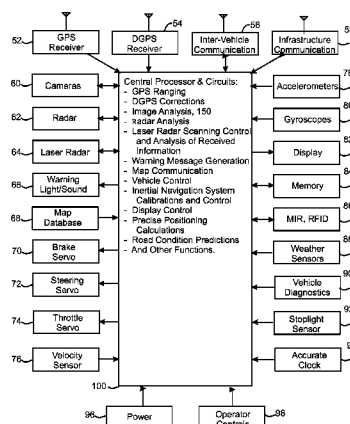 52
GPS
Receiver
54
DGPS
Receiver
56
Inter-Vehicle
Communication
Infrastructure
Communication
60
Cameras
62
Radar
64
Laser Radar
66
Warning
Light/Sound
68
Map
Database
70
Brake
Servo
72
Steering
Servo
74
Throttle
Servo
76
Velocity
Sensor
100
Central Processor & Circuits:
- GPS Ranging
- DGPS Corrections
- Image Analysis, 150
- Radar Analysis
- Laser Radar Scanning Control
and Analysis of Received
Information
- Warning Message Generation
- Map Communication
- Vehicle Control
- Inertial Navigation System
Calibrations and Control
- Display Control
- Precise Positioning
Calculations
- Road Condition Predictions
- And Other Functions.
Accelerometers
Gyroscopes
Display
Memory
MIR, RFID
Weather
Sensors
Vehicle
Diagnostics
Stoplight
Sensor
Accurate
Clock
96
Power
98
Operator
Controls